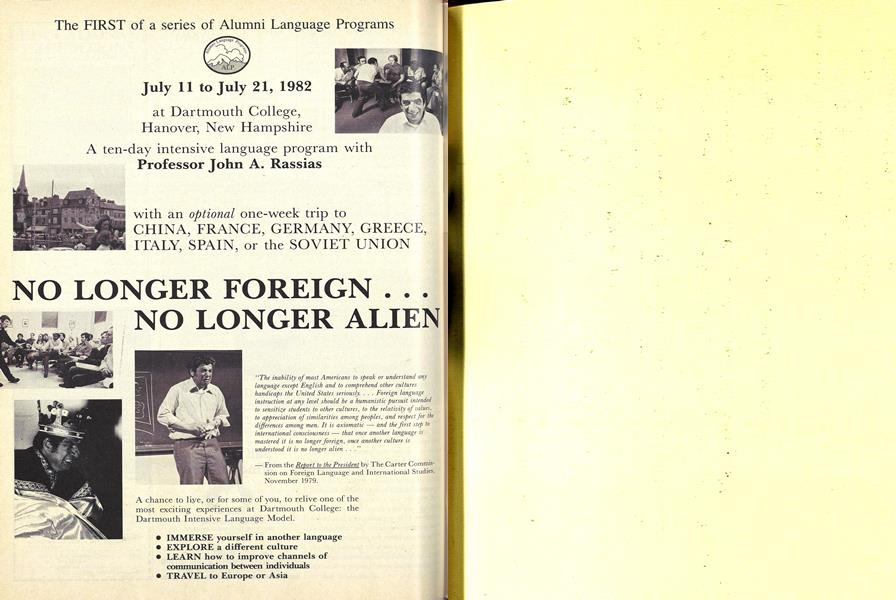 The FIRST of a series of Alumni Language Programs
Alumni Language Programs
ALP
July 11 to July 21, 1982
at Dartmouth College,
Hanover, New Hampshire
A ten-day intensive language program with
Professor John A. Rassias
with an optional one-week trip to
CHINA, FRANCE, GERMANY, GREECE,
ITALY, SPAIN, or the SOVIET UNION
NO LONGER FOREIGN . . .
NO LONGER ALIEN
"The inability of most Americans to speak or understand any
language except English and to comprehend other cultures
handicaps the United States seriously. . . . Foreign language
instruction at any level should be a humanistic pursuit intended
to sensitize students to other cultures, to the relativity of values,
to appreciation of similarities among peoples, and respect for the
differences among men. It is axiomatic — and the first step to
international consciousness — that once another language is
mastered it is no longer foreign, once another culture is
understood it is no longer alien . . ."
— From the Report to the President by The Carter Commis-
sion on Foreign Language and International Studies,
November 1979.
A chance to live, or for some of you, to relive one of the
most exciting experiences at Dartmouth College: the
Dartmouth Intensive Language Model.
● IMMERSE yourself in another language
● EXPLORE a different culture
● LEARN how to improve channels of
communication between individuals
● TRAVEL to Europe or Asia